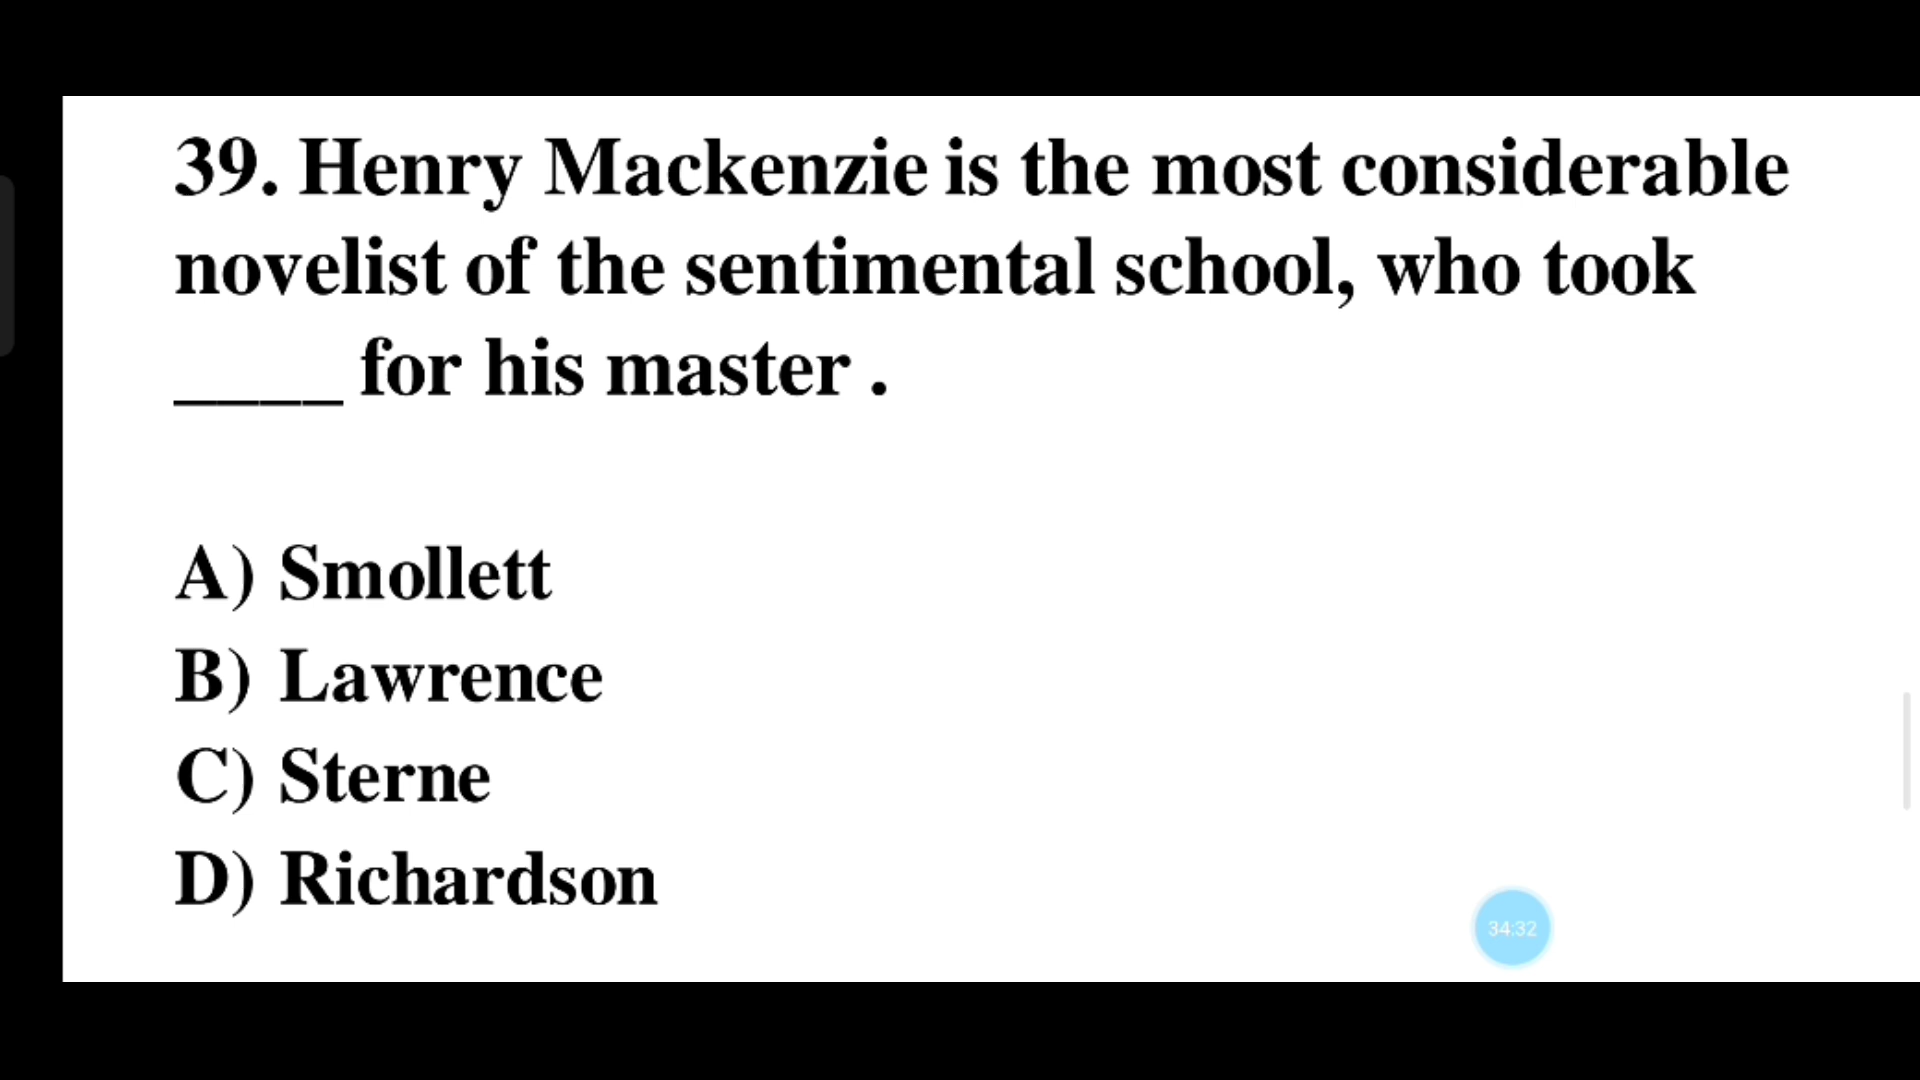 39. Henry Mackenzie is the most considerable
novelist of the sentimental school, who took
____ for his master .
A) Smollett
B) Lawrence
C) Sterne
D) Richardson
34:32